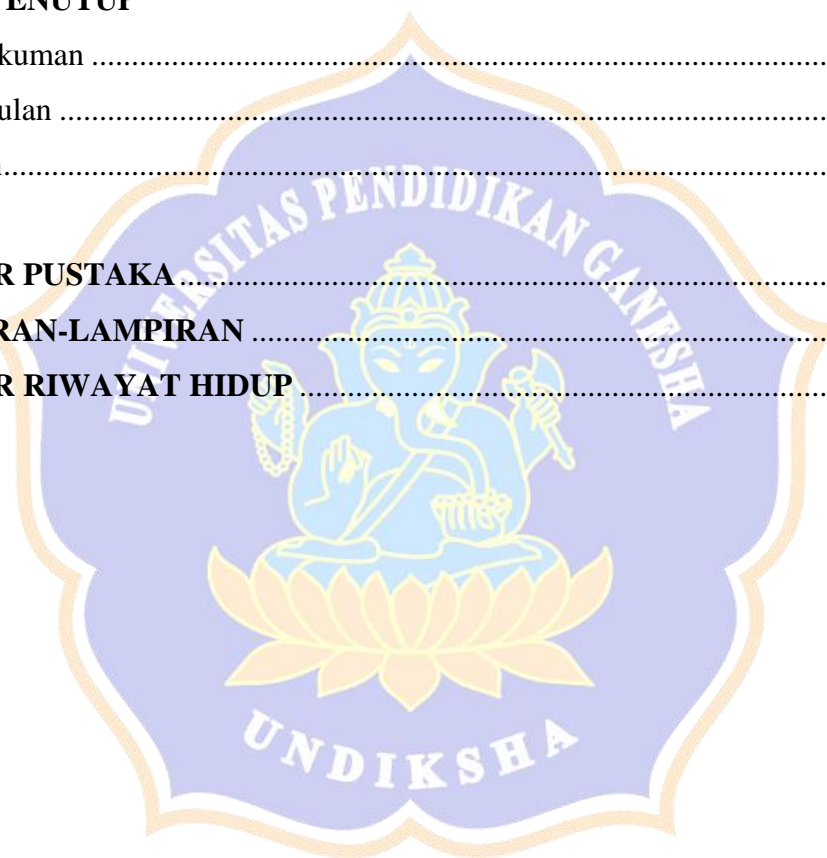 ENUTUP
kuman ........................................................................................
ulan ............................................................................................
...................................................................................................
R PUSTAKA ................................................................................
RAN-LAMPIRAN .......................................................................
R RIWAYAT HIDUP .................................................................
UNIVERSITAS PENDIDIKAN GANESHA
UNDIKSHA